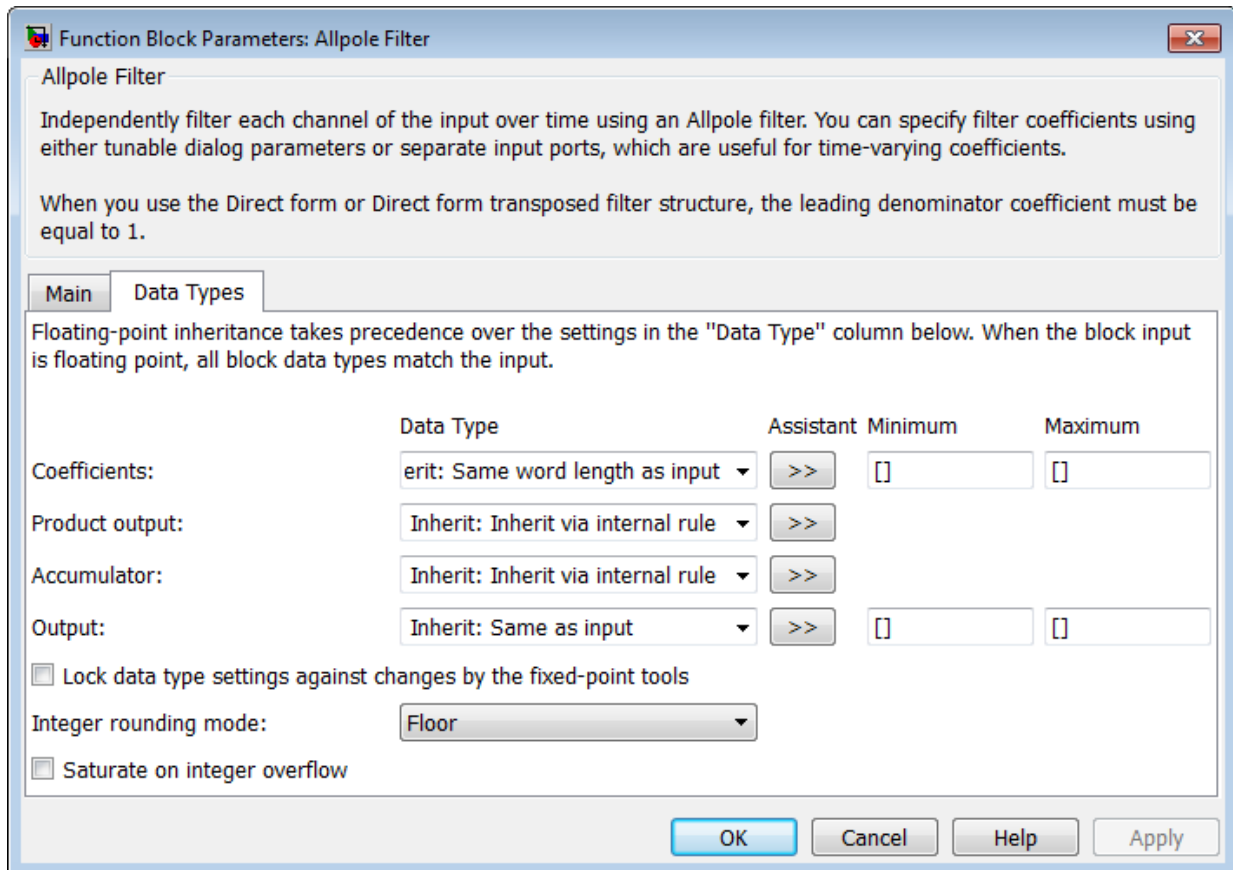 Function Block Parameters: Allpole Filter
Allpole Filter
Independently filter each channel of the input over time using an Allpole filter. You can specify filter coefficients using
either tunable dialog parameters or separate input ports, which are useful for time-varying coefficients.
When you use the Direct form or Direct form transposed filter structure, the leading denominator coefficient must be
equal to 1.
Main Data Types
Floating-point inheritance takes precedence over the settings in the "Data Type" column below. When the block input
is floating point, all block data types match the input.
Data Type Assistant Minimum Maximum
Coefficients: erit: Same word length as input >> [] []
Product output: Inherit: Inherit via internal rule >>
Accumulator: Inherit: Inherit via internal rule >>
Output: Inherit: Same as input >> [] []
Lock data type settings against changes by the fixed-point tools
Integer rounding mode: Floor
Saturate on integer overflow
OK Cancel Help Apply